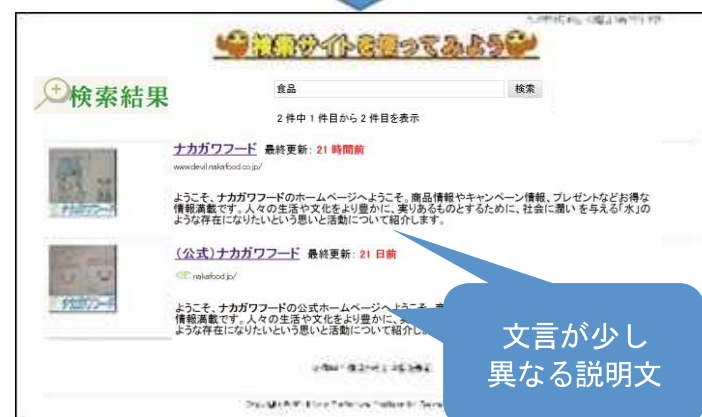 検索サイトを使ってみよう
検索結果
食品
検索
2 件中 1 件目から 2 件目を表示
ナカガワフード 最終更新: 21 時間前
www.devil.nakafood.co.jp/
ようこそ、ナカガワフードのホームページへようこそ。商品情報やキャンペーン情報、プレゼントなどお得な
情報満載です。人々の生活や文化をより豊かに、実りあるものとするために、社会に潤いを与える「水」の
ような存在になりたいという思いと活動について紹介します。
(公式)ナカガワフード 最終更新: 21 日前
nakafood.jp/
ようこそ、ナカガワフードの公式ホームページへようこそ。
情報満載です。人々の生活や文化をより豊かに、
ような存在になりたいという思いと活動について紹介し
文言が少し
異なる説明文